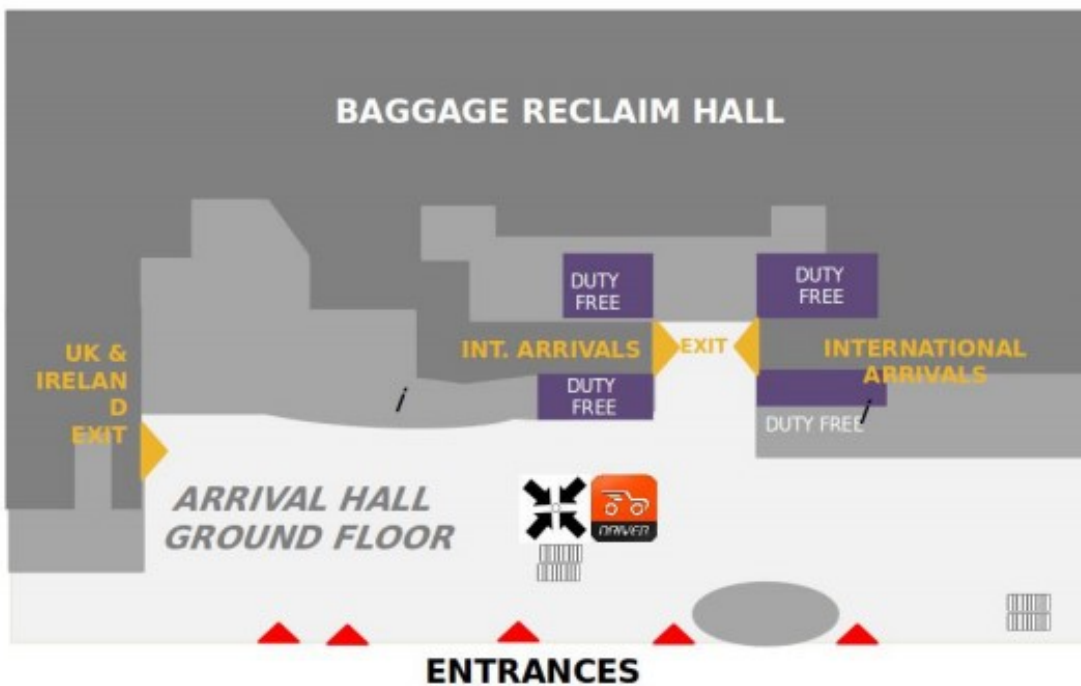 BAGGAGE RECLAIM HALL
DUTY
FREE
DUTY
FREE
UK &
IRELAN
D
EXIT
INT. ARRIVALS
EXIT
INTERNATIONAL
ARRIVALS
DUTY
FREE
i
DUTY FREE
i
ARRIVAL HALL
GROUND FLOOR
DRIVER
ENTRANCES